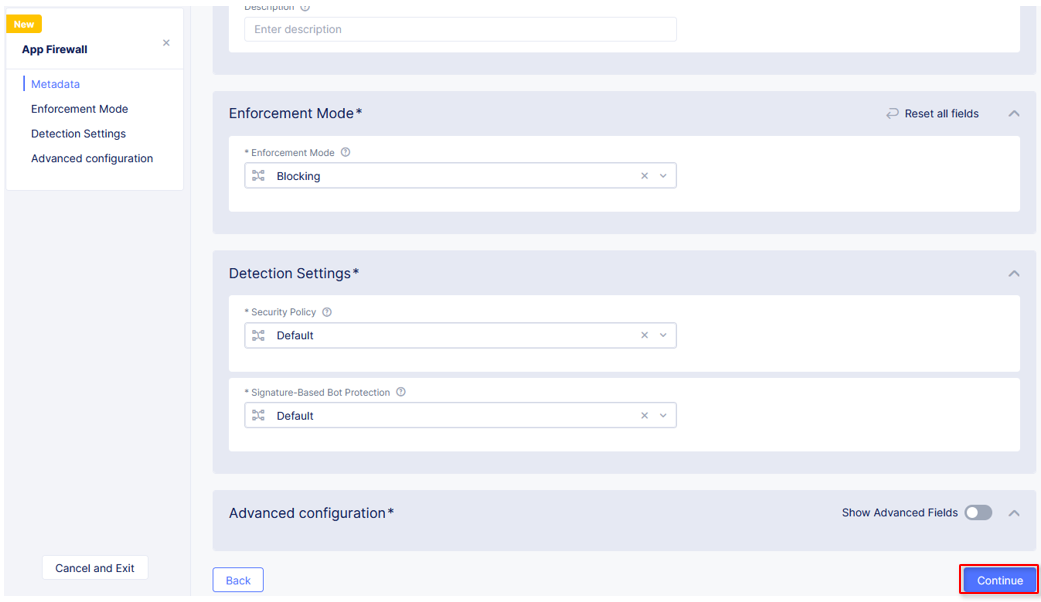 New
App Firewall
Metadata
Enforcement Mode
Detection Settings
Advanced configuration
Cancel and Exit
Description
Enter description
Enforcement Mode*
Reset all fields
* Enforcement Mode
Blocking
Detection Settings*
* Security Policy
Default
* Signature-Based Bot Protection
Default
Advanced configuration*
Show Advanced Fields
Back
Continue